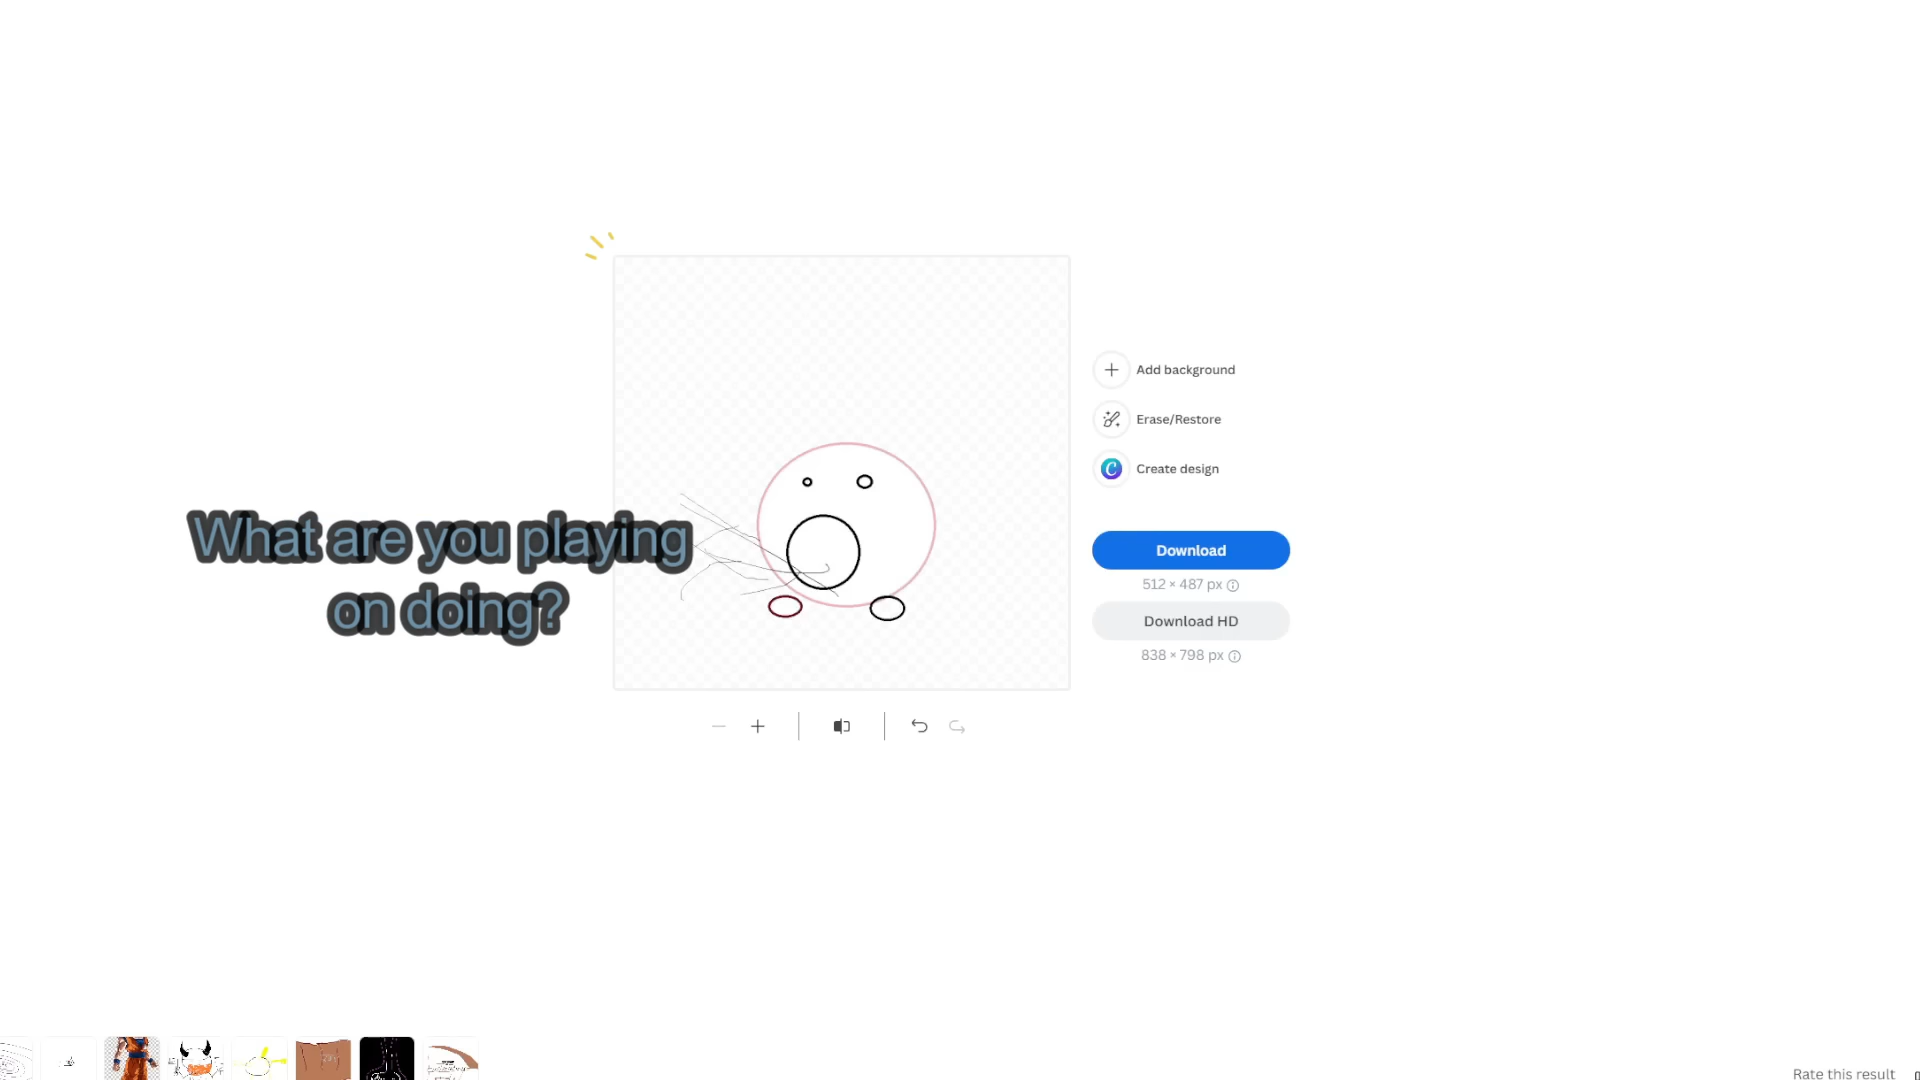 Add background
Erase/Restore
Create design
What are you playing
on doing?
Download
512 × 487 px
Download HD
838 × 798 px
Rate this result